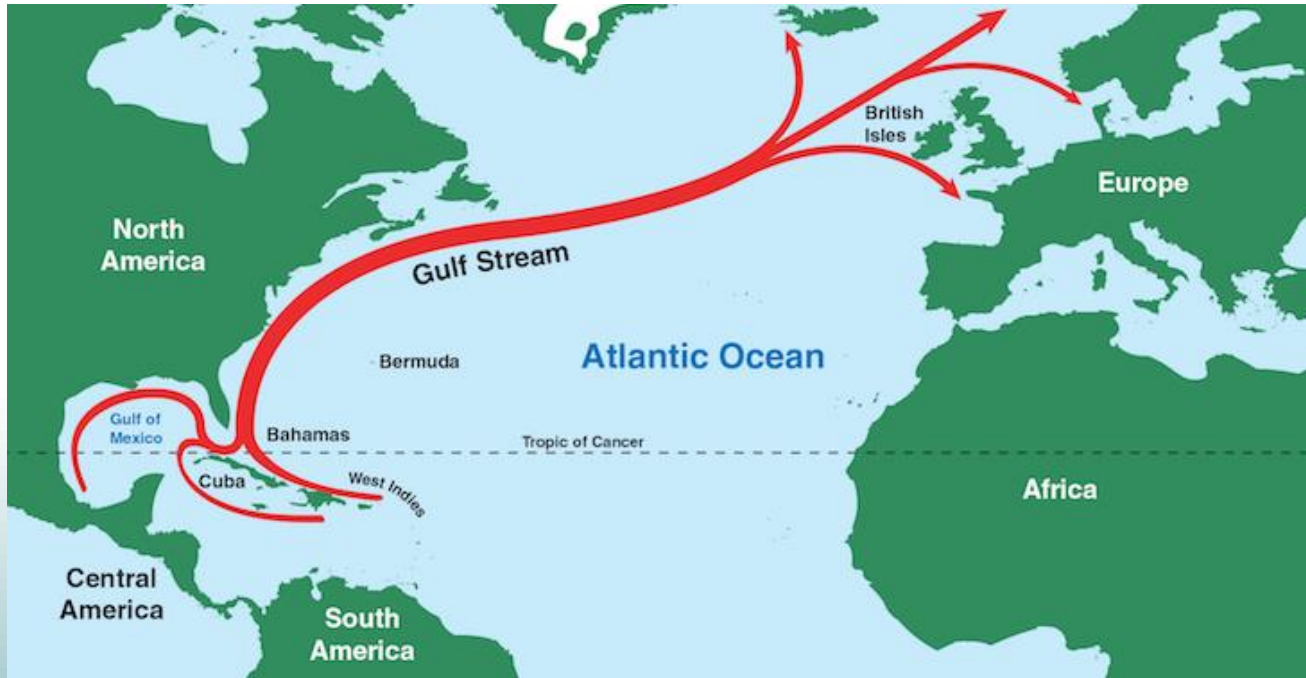 British
Isles
Europe
North
America
Gulf Stream
Bermuda
Atlantic Ocean
Gulf of
Mexico
Bahamas
Tropic of Cancer
Cuba
West Indies
Africa
Central
America
South
America